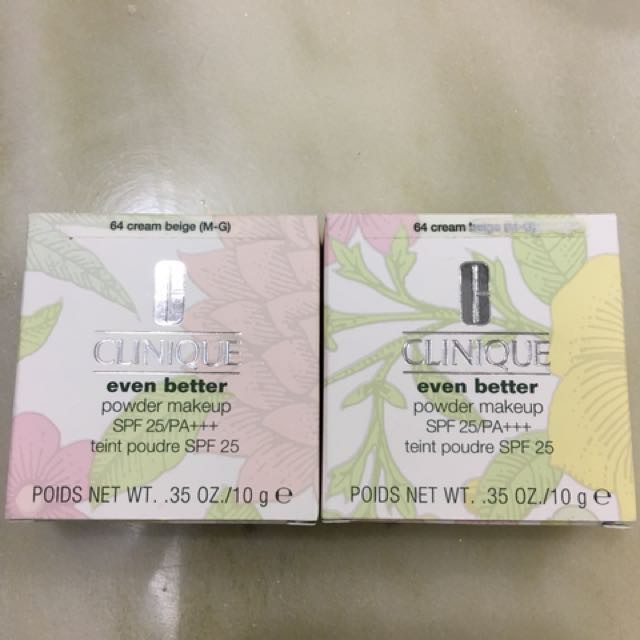 64 cream beige (M-G)
CLINIQUE
even better
powder makeup
SPF 25/PA+++
teint poudre SPF 25
POIDS NET WT. .35 OZ./10 g ℮
64 cream beige (M-G)
CLINIQUE
even better
powder makeup
SPF 25/PA+++
teint poudre SPF 25
POIDS NET WT. .35 OZ./10 g ℮